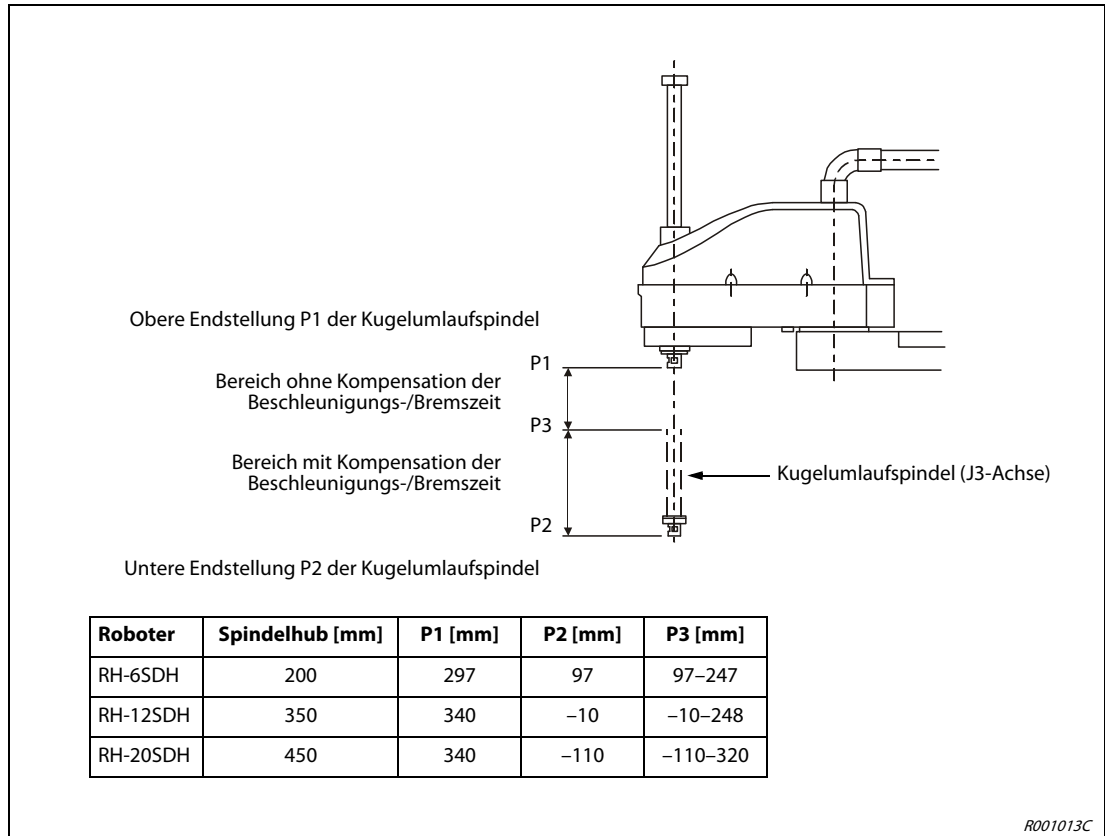 Obere Endstellung P1 der Kugelumlaufspindel
P1
Bereich ohne Kompensation der
Beschleunigungs-/Bremszeit
P3
Bereich mit Kompensation der
Beschleunigungs-/Bremszeit
Kugelumlaufspindel (J3-Achse)
P2
Untere Endstellung P2 der Kugelumlaufspindel
Roboter Spindelhub [mm] P1 [mm] P2 [mm] P3 [mm]
RH-6SDH 200 297 97 97–247
RH-12SDH 350 340 –10 –10–248
RH-20SDH 450 340 –110 –110–320
R001013C